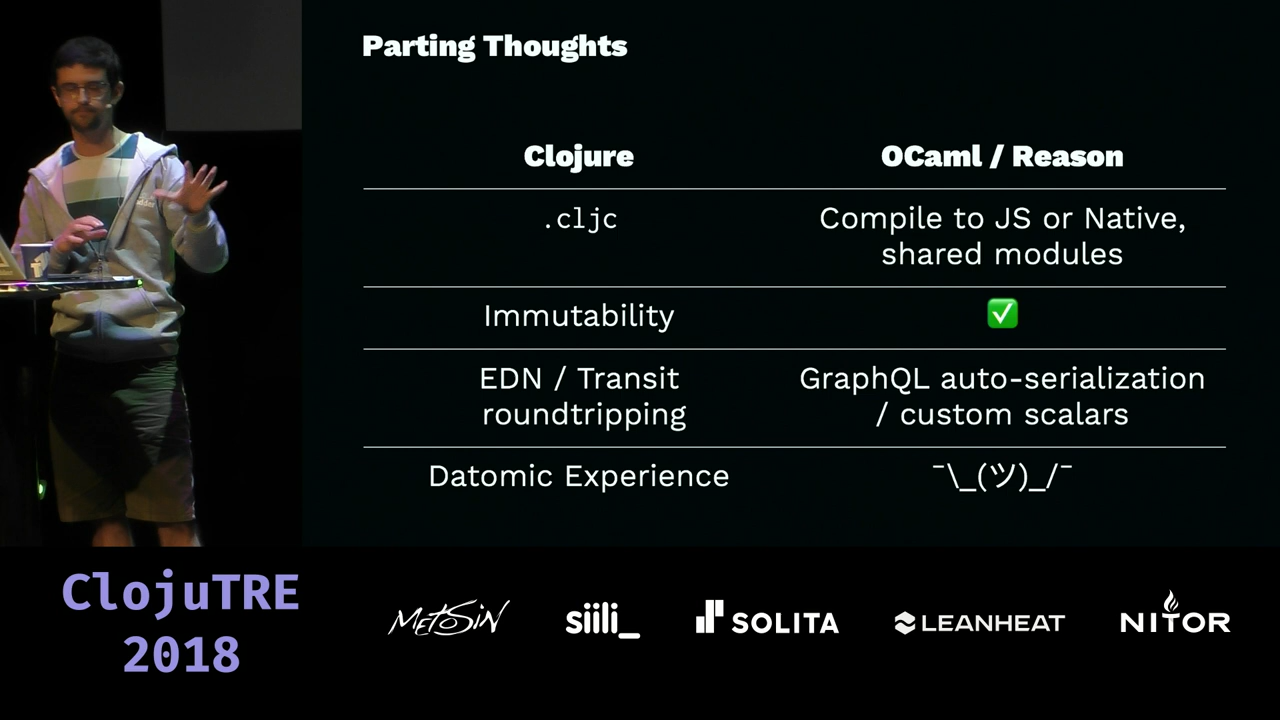 Parting Thoughts
Clojure
OCaml / Reason
.cljc
Compile to JS or Native,
shared modules
Immutability
✅
EDN / Transit
roundtripping
GraphQL auto-serialization
/ custom scalars
Datomic Experience
¯\_(ツ)_/¯
ClojuTRE
2018
METOSIN
siili_
SOLITA
LEANHEAT
NITOR